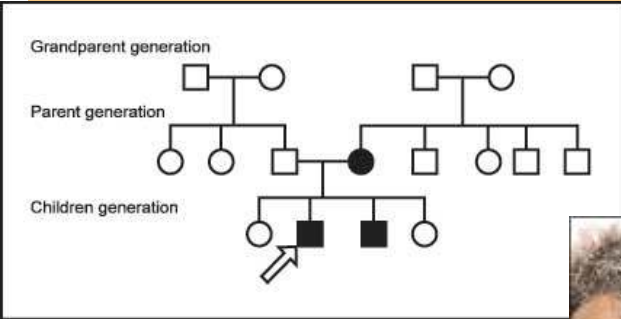 Grandparent generation
Parent generation
Children generation